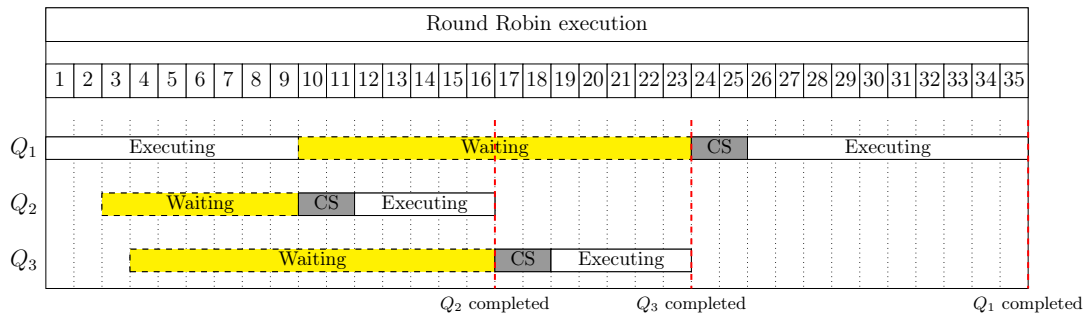 Round Robin execution
1 2 3 4 5 6 7 8 9 10 11 12 13 14 15 16 17 18 19 20 21 22 23 24 25 26 27 28 29 30 31 32 33 34 35
Q1 Executing Waiting CS Executing
Q2 Waiting CS Executing
Q3 Waiting CS Executing
Q2 completed Q3 completed Q1 completed